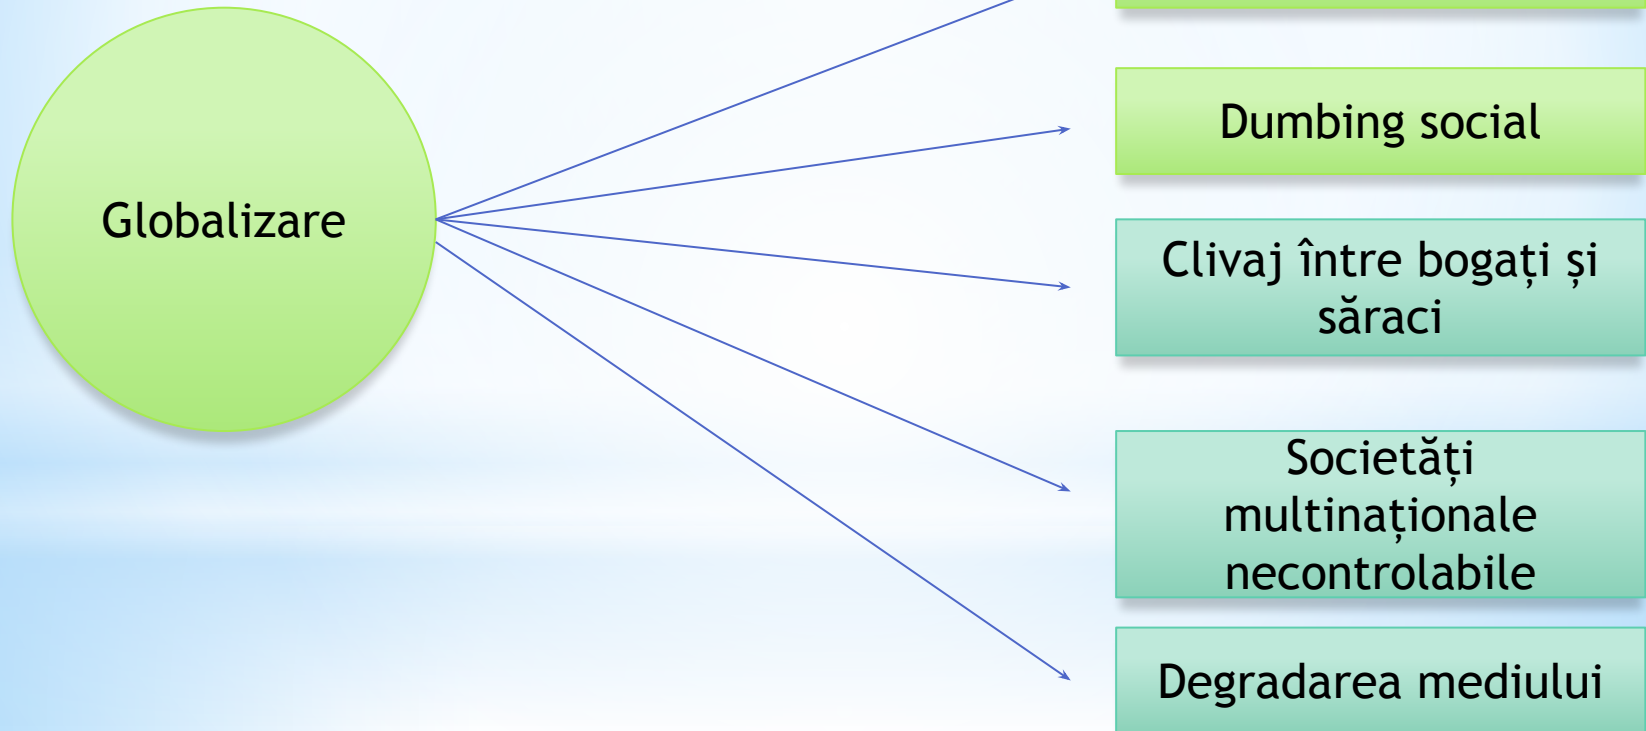 Globalizare
Dumbing social
Clivaj între bogați și
săraci
Societăți
multinaționale
necontrolabile
Degradarea mediului